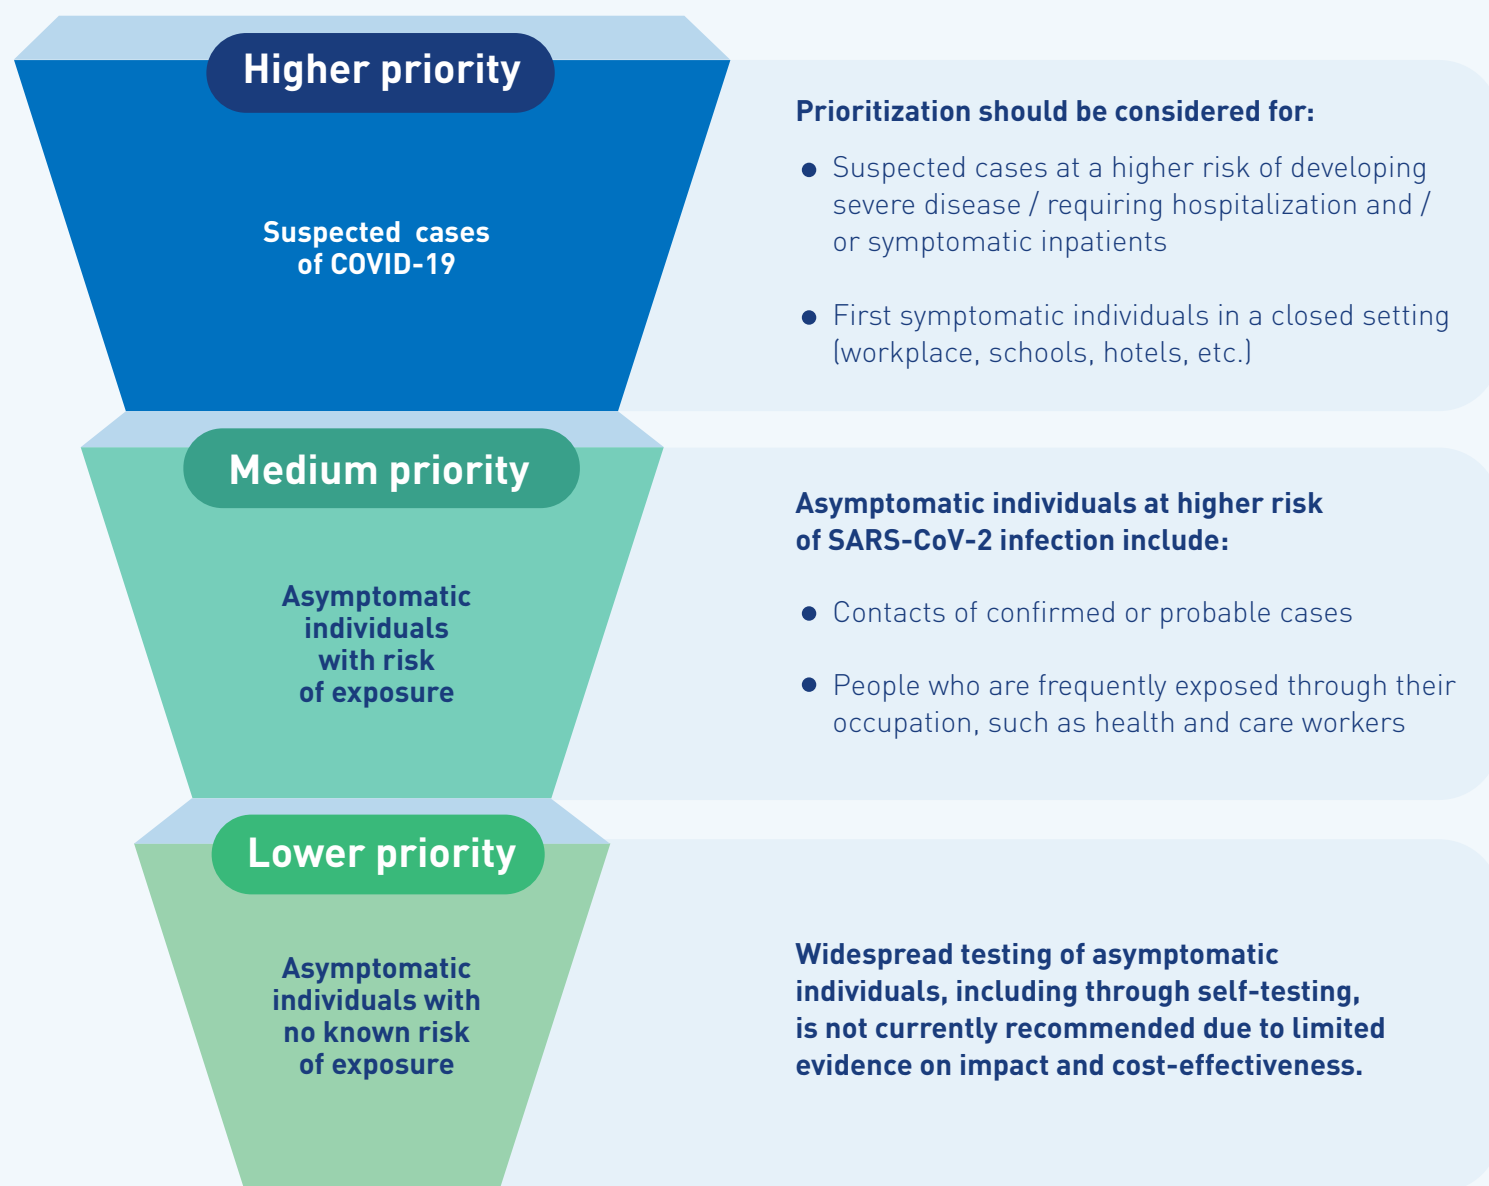 Higher priority
Suspected cases
of COVID-19
Prioritization should be considered for:
● Suspected cases at a higher risk of developing
severe disease / requiring hospitalization and /
or symptomatic inpatients
● First symptomatic individuals in a closed setting
(workplace, schools, hotels, etc.)
Medium priority
Asymptomatic
individuals
with risk
of exposure
Asymptomatic individuals at higher risk
of SARS-CoV-2 infection include:
● Contacts of confirmed or probable cases
● People who are frequently exposed through their
occupation, such as health and care workers
Lower priority
Asymptomatic
individuals with
no known risk
of exposure
Widespread testing of asymptomatic
individuals, including through self-testing,
is not currently recommended due to limited
evidence on impact and cost-effectiveness.